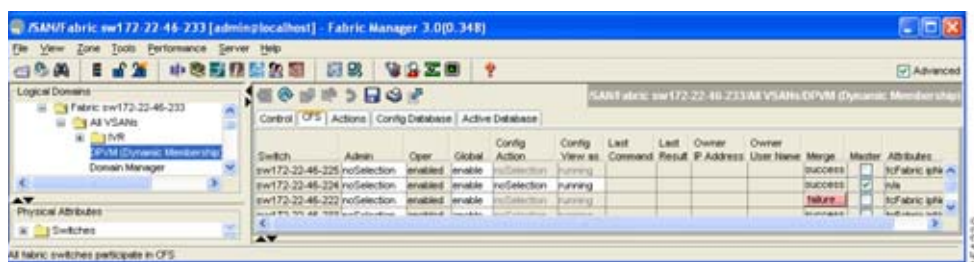 /SAN/Fabric sw172-22-46-233 [admin@localhost] - Fabric Manager 3.0(0.348)
File View Zone Tools Performance Server Help
Advanced
Logical Domains
Fabric sw172-22-46-233
All VSANs
IVR
DPVM (Dynamic Membership
Domain Manager
Physical Attributes
Switches
/SAN/Fabric sw172-22-46-233/All VSANs/DPVM (Dynamic Membership)
Control CFS Actions Config Database Active Database
Switch Admin Oper Global Config Action Config View as Last Command Last Result Owner IP Address Owner User Name Merge Master Attributes
sw172-22-46-225 noSelection enabled enable noSelection running success fcFabric
sw172-22-46-224 noSelection enabled enable noSelection running success n/a
sw172-22-46-222 noSelection enabled enable noSelection running failure fcFabric
noSelection enabled enable noSelection running success
All fabric switches participate in CFS